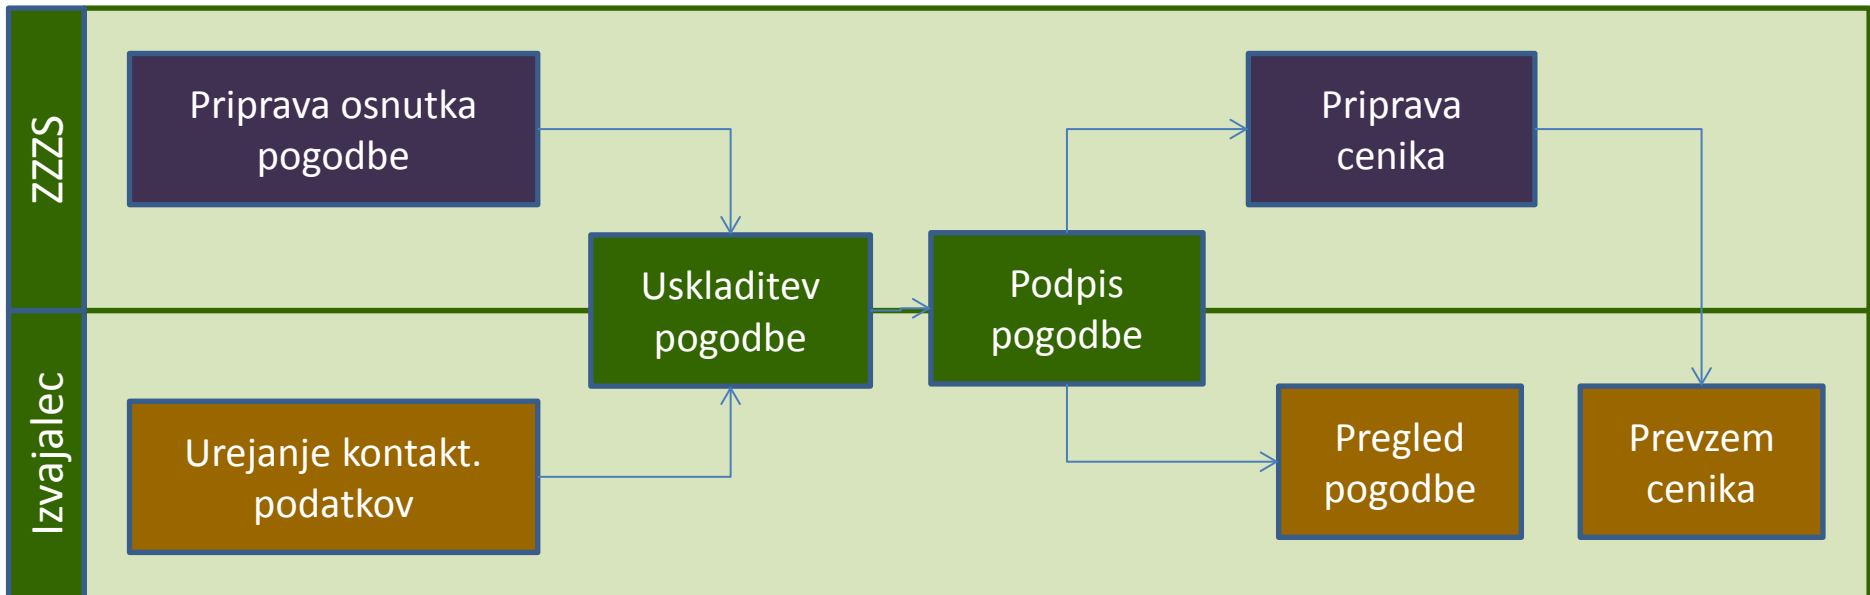 ZZZS
Priprava osnutka
pogodbe
Priprava
cenika
Uskladitev
pogodbe
Podpis
pogodbe
Izvajalec
Urejanje kontakt.
podatkov
Pregled
pogodbe
Prevzem
cenika